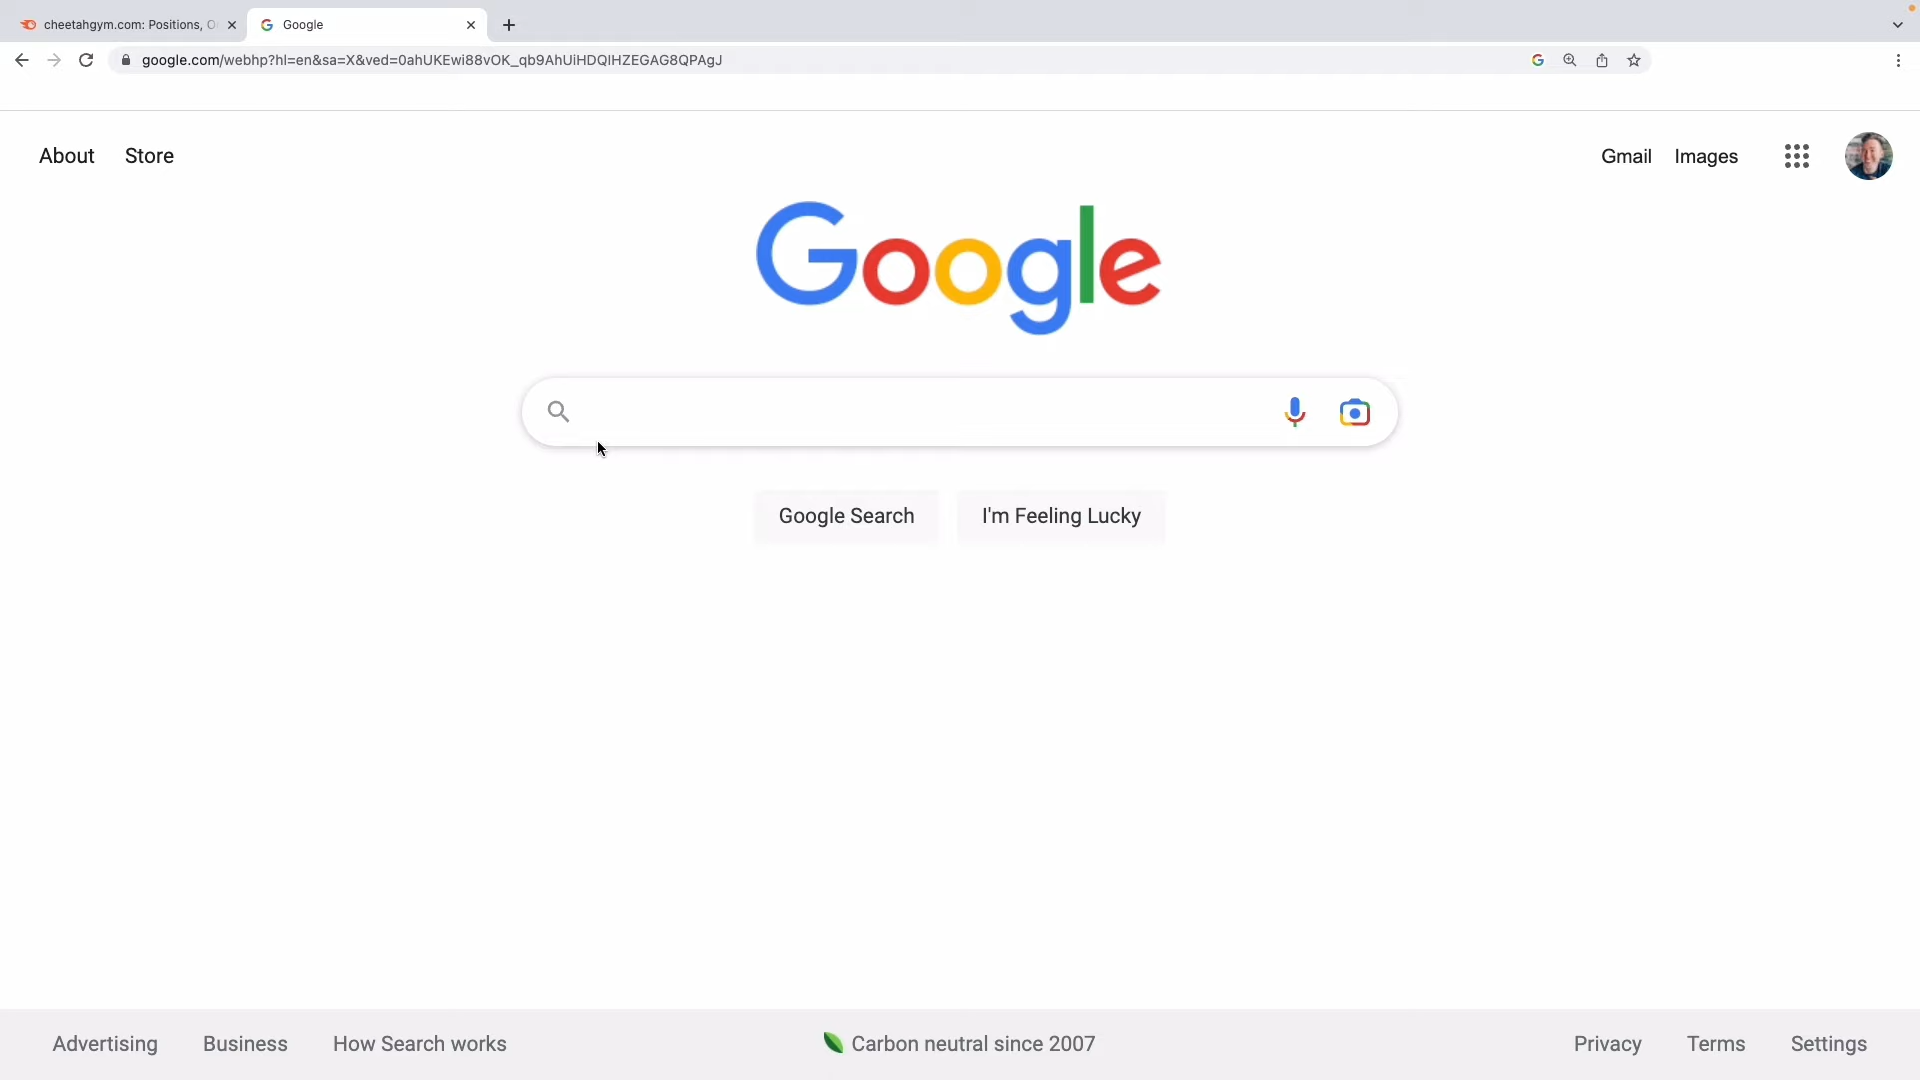 cheetahgym.com: Positions, O
Google
google.com/webhp?hl=en&sa=X&ved=0ahUKEwi88vOK_qb9AhUiHDQIHZEGAG8QPAgJ
About Store
Gmail Images
Google
Google Search I'm Feeling Lucky
Advertising Business How Search works
Carbon neutral since 2007
Privacy Terms Settings